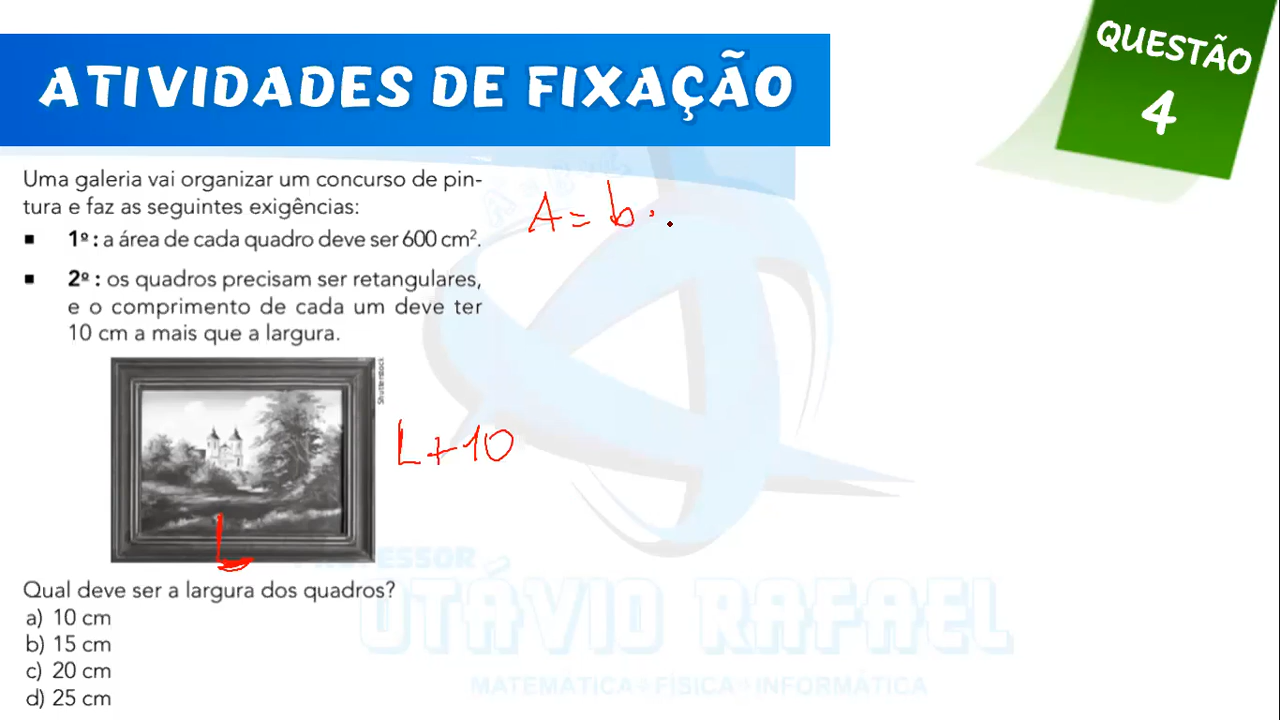 ATIVIDADES DE FIXAÇÃO
QUESTÃO
4
Uma galeria vai organizar um concurso de pin-
tura e faz as seguintes exigências:
▪ 1º : a área de cada quadro deve ser 600 cm².
▪ 2º : os quadros precisam ser retangulares,
e o comprimento de cada um deve ter
10 cm a mais que a largura.
A = b .
Shutterstock
L+10
L
Qual deve ser a largura dos quadros?
a) 10 cm
b) 15 cm
c) 20 cm
d) 25 cm
PROFESSOR
OTÁVIO RAFAEL
MATEMÁTICA • FÍSICA • INFORMÁTICA